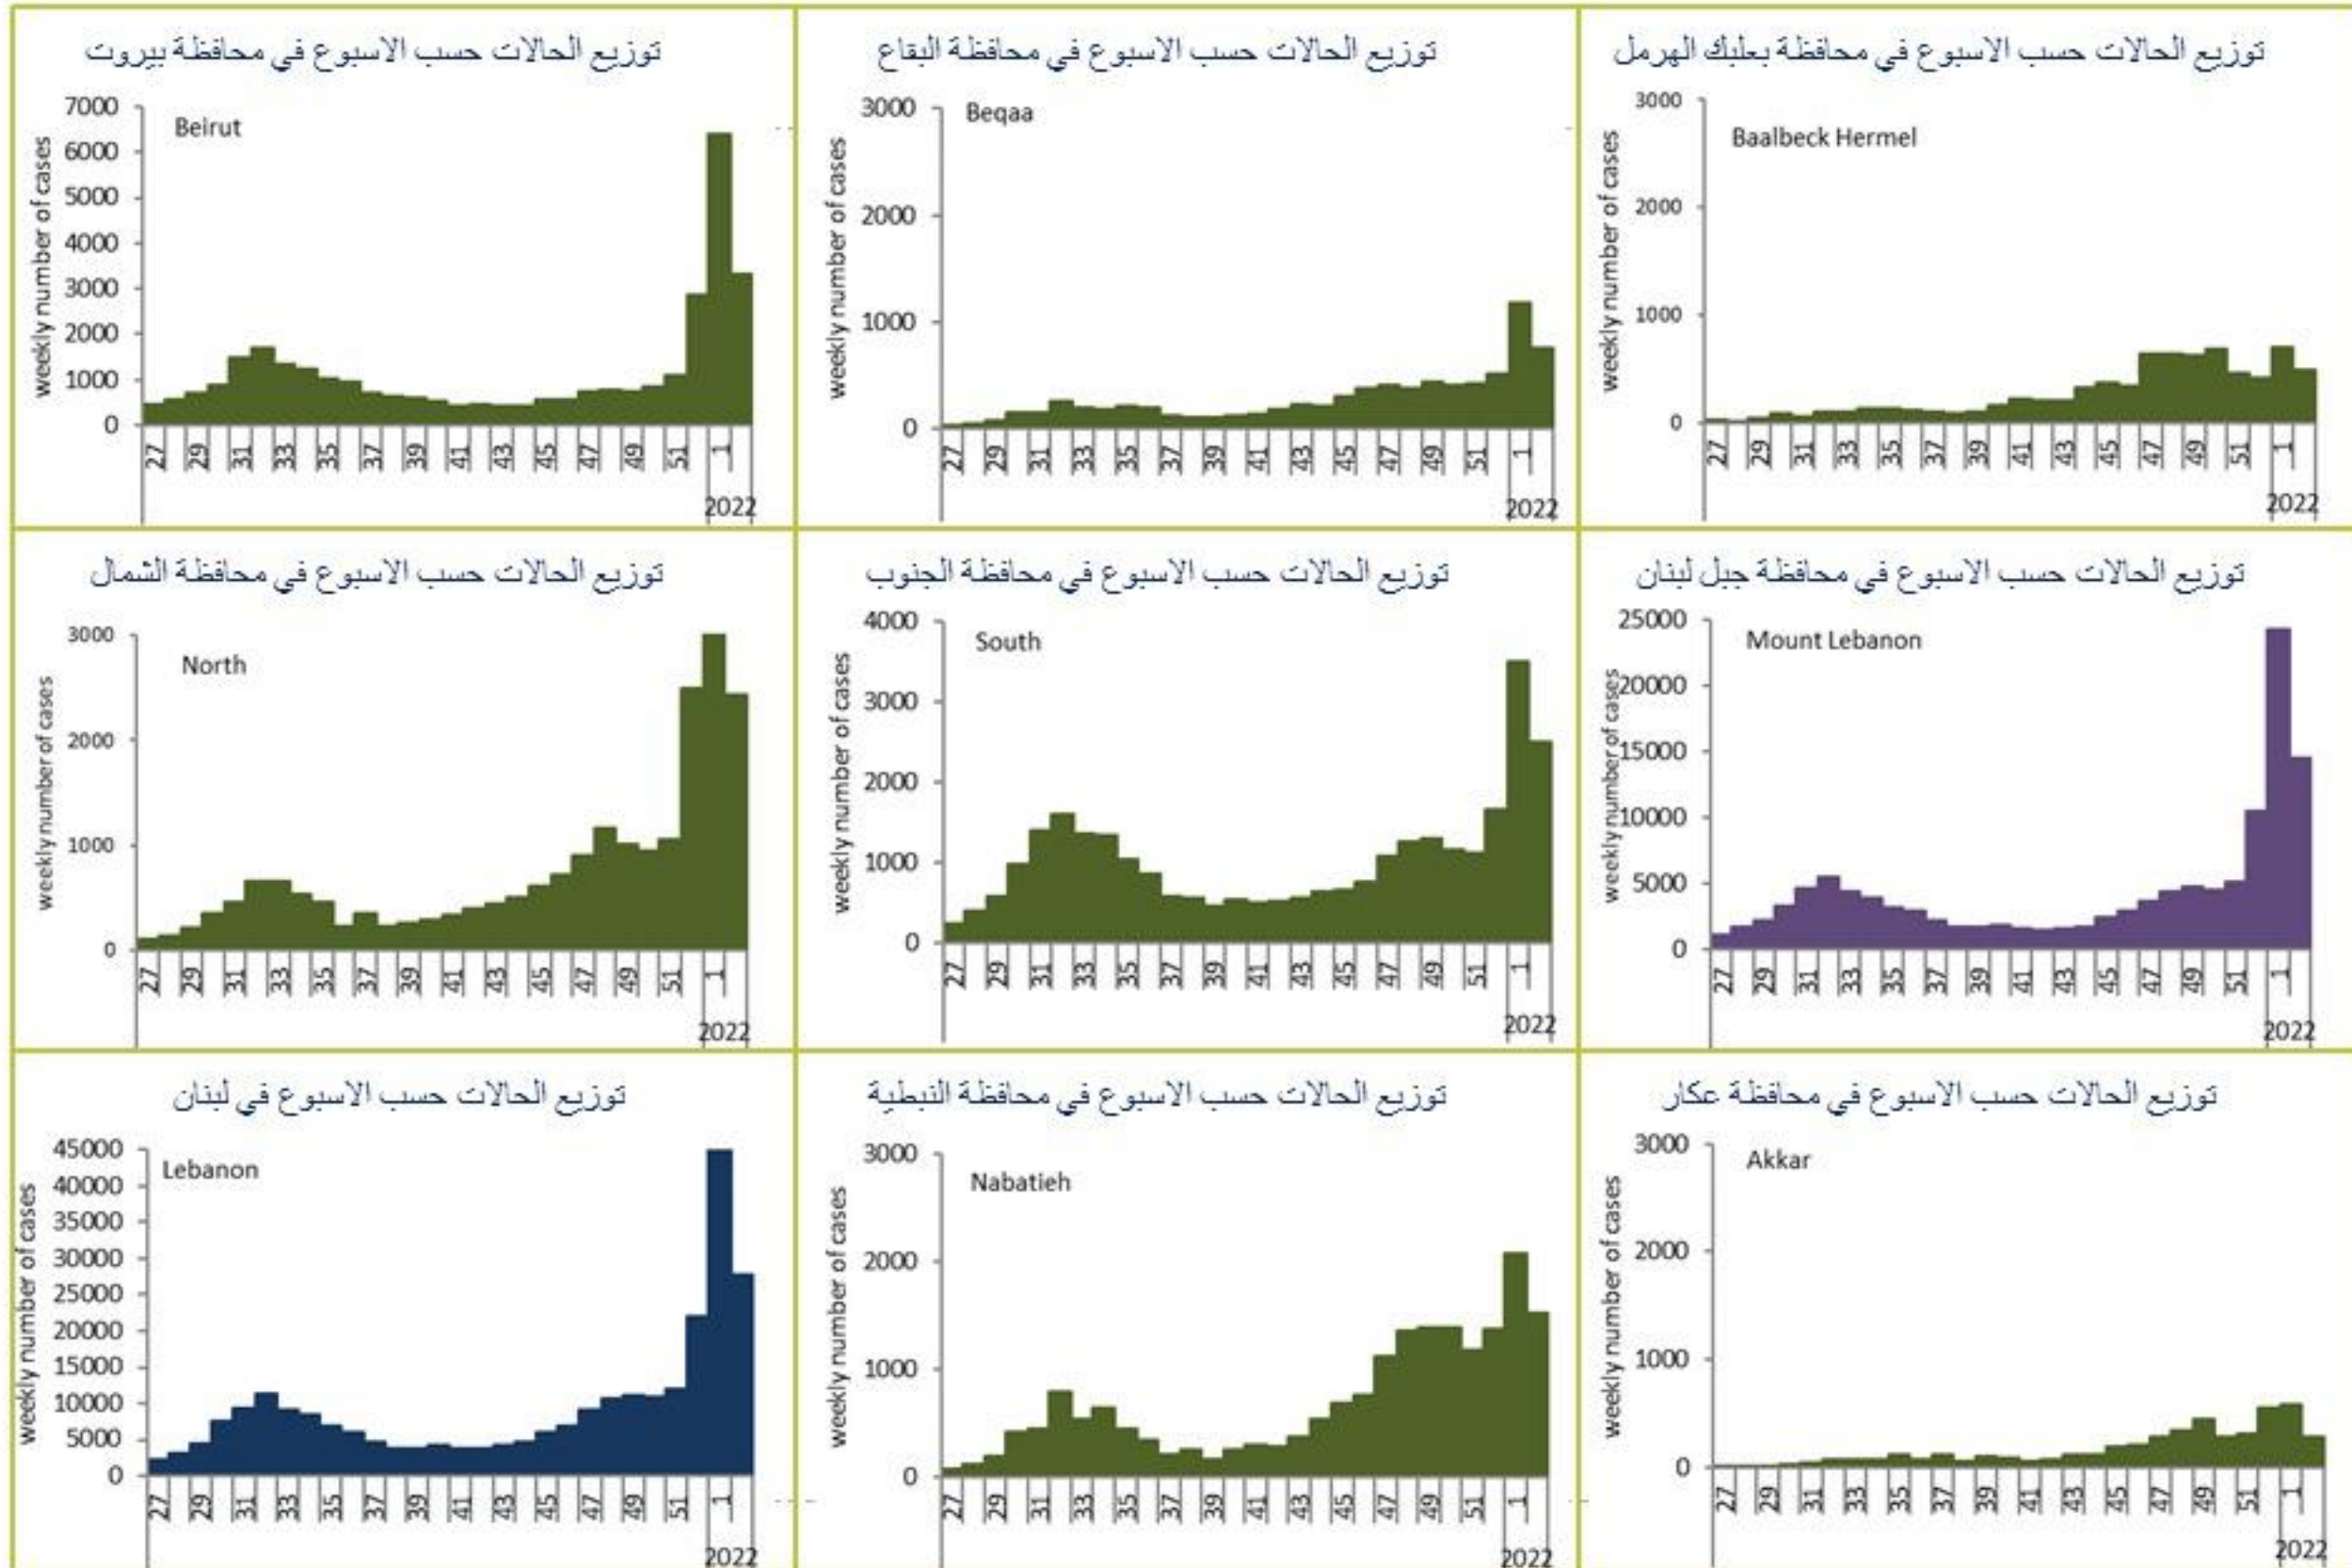 توزيع الحالات حسب الاسبوع في محافظة بيروت
Beirut
weekly number of cases
7000
6000
5000
4000
3000
2000
1000
0
27 29 31 33 35 37 39 41 43 45 47 49 51 1
2022
توزيع الحالات حسب الاسبوع في محافظة البقاع
Beqaa
weekly number of cases
3000
2000
1000
0
27 29 31 33 35 37 39 41 43 45 47 49 51 1
2022
توزيع الحالات حسب الاسبوع في محافظة بعلبك الهرمل
Baalbeck Hermel
weekly number of cases
3000
2000
1000
0
27 29 31 33 35 37 39 41 43 45 47 49 51 1
2022
توزيع الحالات حسب الاسبوع في محافظة الشمال
North
weekly number of cases
3000
2000
1000
0
27 29 31 33 35 37 39 41 43 45 47 49 51 1
2022
توزيع الحالات حسب الاسبوع في محافظة الجنوب
South
weekly number of cases
4000
3000
2000
1000
0
27 29 31 33 35 37 39 41 43 45 47 49 51 1
2022
توزيع الحالات حسب الاسبوع في محافظة جبل لبنان
Mount Lebanon
weekly number of cases
25000
20000
15000
10000
5000
0
27 29 31 33 35 37 39 41 43 45 47 49 51 1
2022
توزيع الحالات حسب الاسبوع في لبنان
Lebanon
weekly number of cases
45000
40000
35000
30000
25000
20000
15000
10000
5000
0
27 29 31 33 35 37 39 41 43 45 47 49 51 1
2022
توزيع الحالات حسب الاسبوع في محافظة النبطية
Nabatieh
weekly number of cases
3000
2000
1000
0
27 29 31 33 35 37 39 41 43 45 47 49 51 1
2022
توزيع الحالات حسب الاسبوع في محافظة عكار
Akkar
weekly number of cases
3000
2000
1000
0
27 29 31 33 35 37 39 41 43 45 47 49 51 1
2022